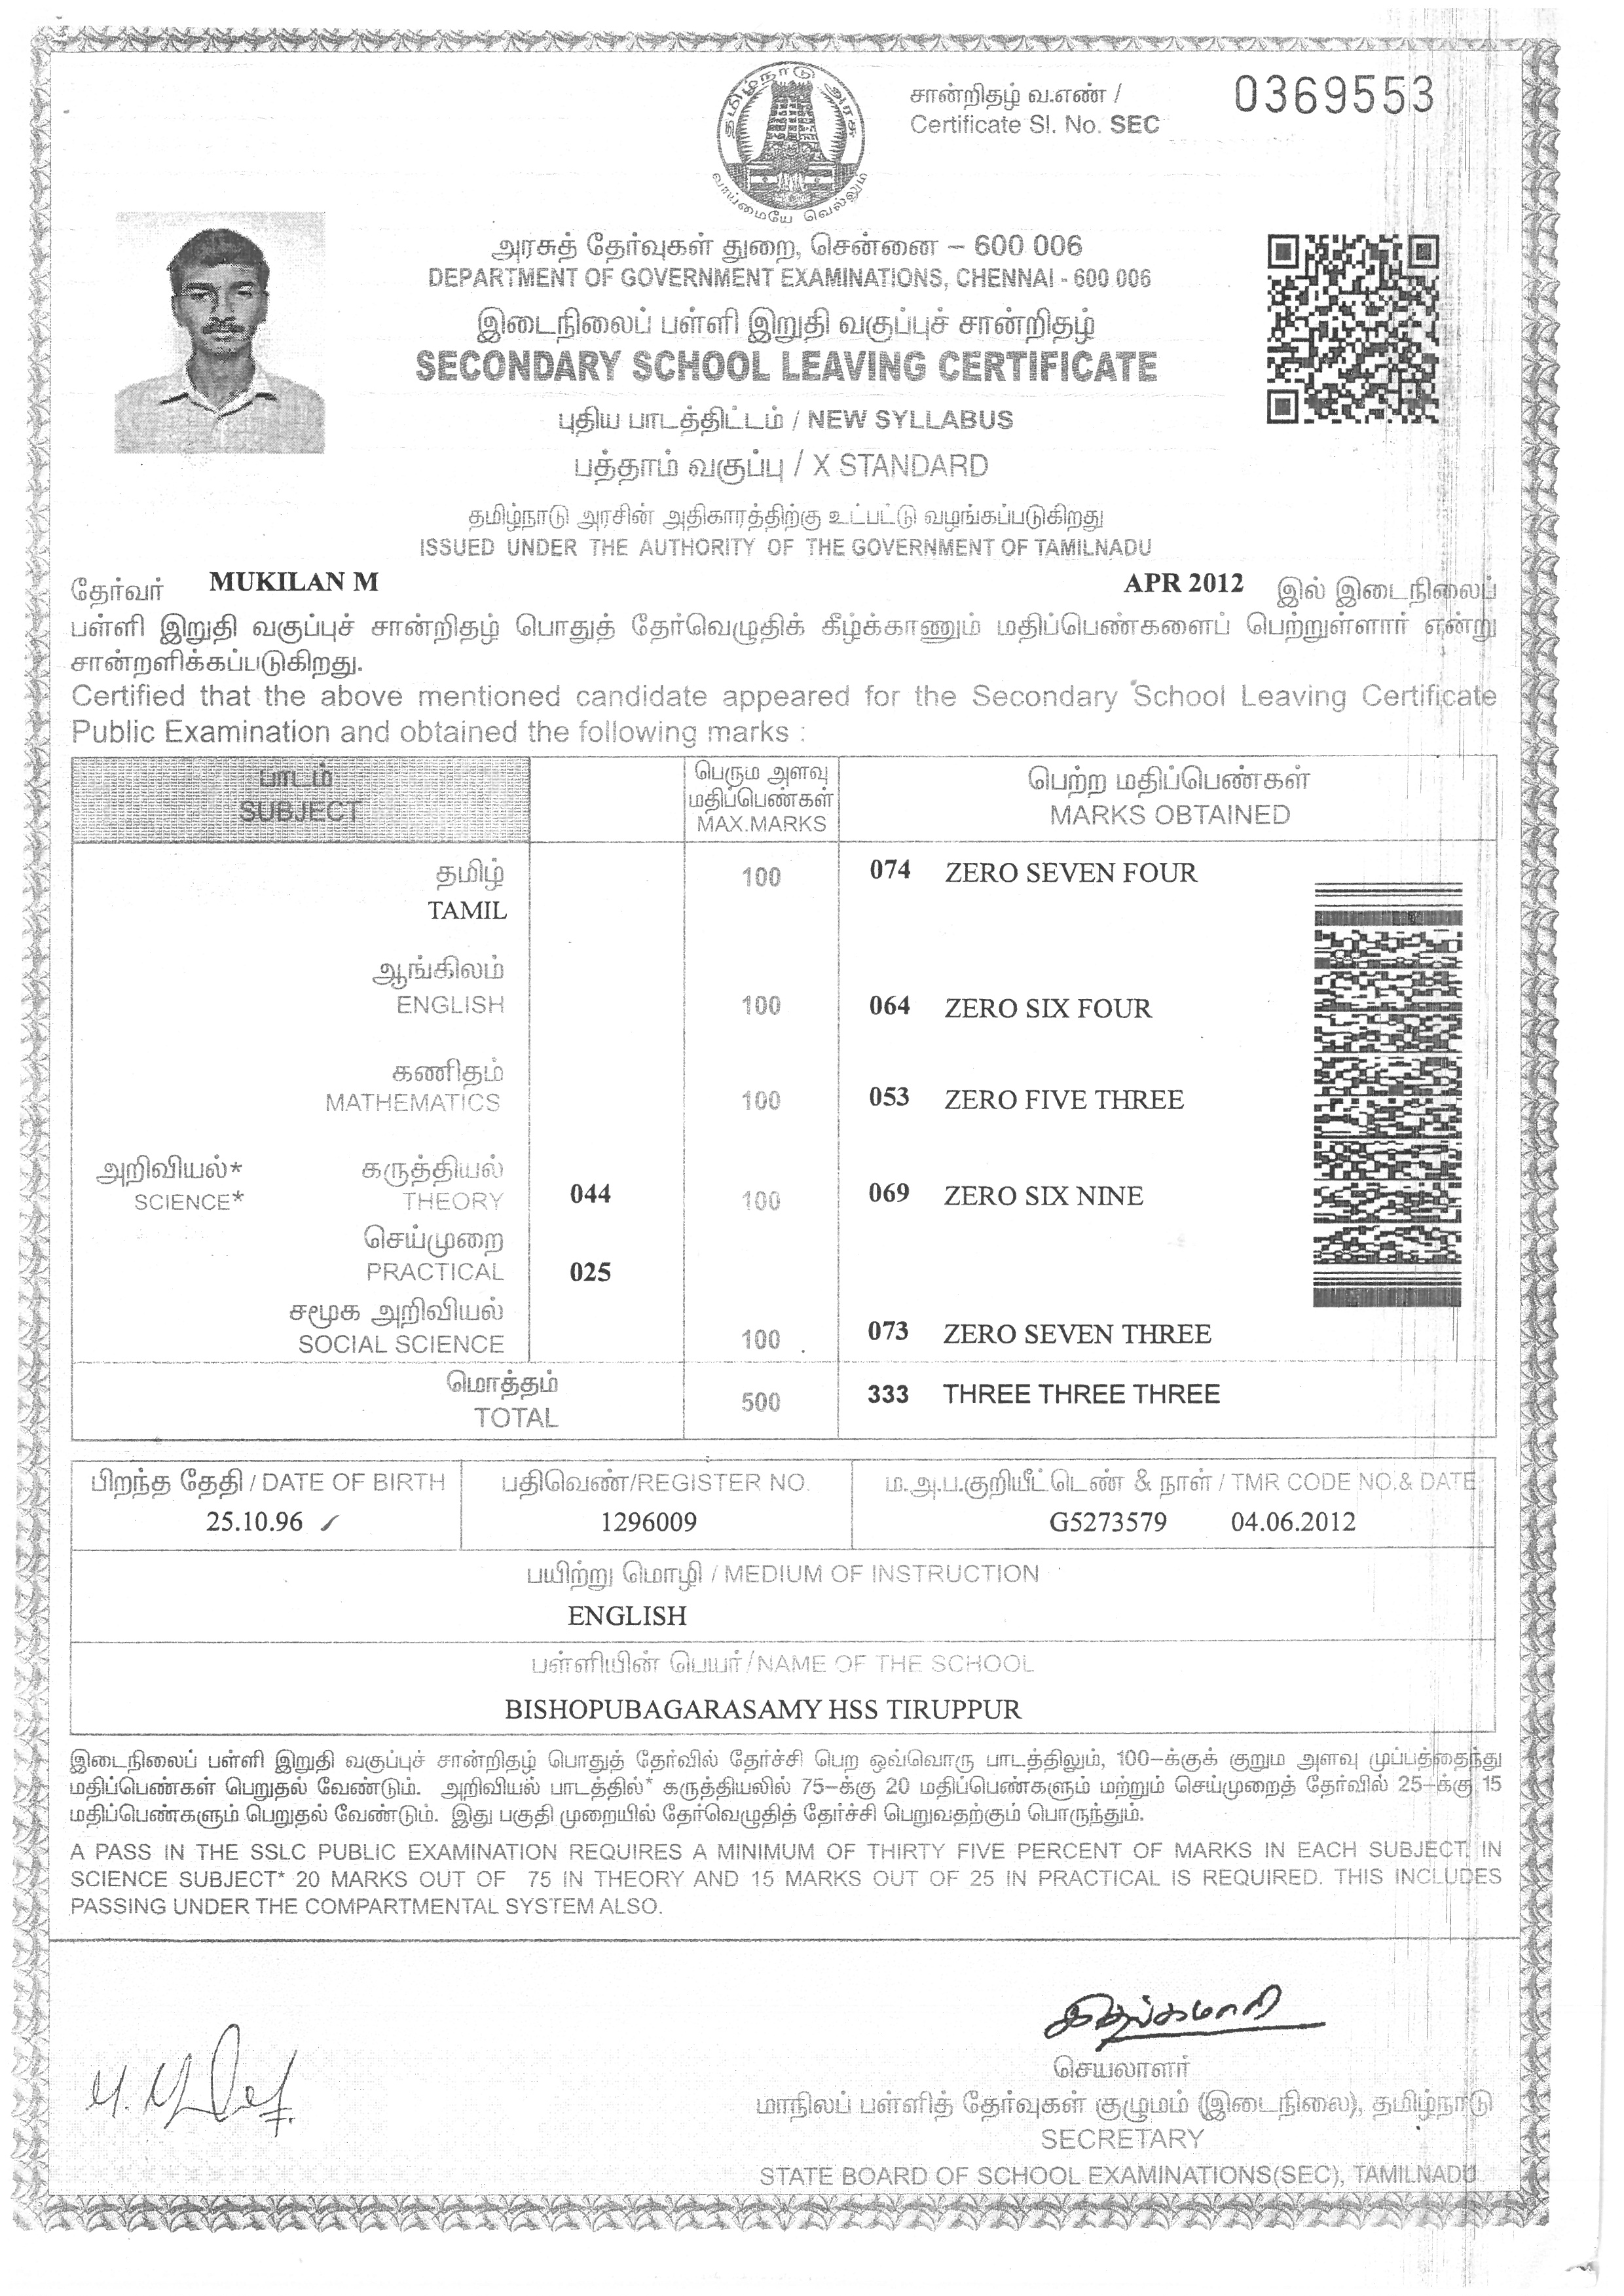 தமிழ்நாடு அரசு
வாய்மையே வெல்லும்
சான்றிதழ் வ.எண் /
Certificate Sl. No. SEC
0369553
அரசுத் தேர்வுகள் துறை, சென்னை – 600 006
DEPARTMENT OF GOVERNMENT EXAMINATIONS, CHENNAI - 600 006
இடைநிலைப் பள்ளி இறுதி வகுப்புச் சான்றிதழ்
SECONDARY SCHOOL LEAVING CERTIFICATE
புதிய பாடத்திட்டம் / NEW SYLLABUS
பத்தாம் வகுப்பு / X STANDARD
தமிழ்நாடு அரசின் அதிகாரத்திற்கு உட்பட்டு வழங்கப்படுகிறது
ISSUED UNDER THE AUTHORITY OF THE GOVERNMENT OF TAMILNADU
தேர்வர் MUKILAN M APR 2012 இல் இடைநிலைப்
பள்ளி இறுதி வகுப்புச் சான்றிதழ் பொதுத் தேர்வெழுதிக் கீழ்க்காணும் மதிப்பெண்களைப் பெற்றுள்ளார் என்று
சான்றளிக்கப்படுகிறது.
Certified that the above mentioned candidate appeared for the Secondary School Leaving Certificate
Public Examination and obtained the following marks :
பாடம்
SUBJECT
பெரும அளவு
மதிப்பெண்கள்
MAX.MARKS
பெற்ற மதிப்பெண்கள்
MARKS OBTAINED
தமிழ் 100 074 ZERO SEVEN FOUR
TAMIL
ஆங்கிலம்
ENGLISH 100 064 ZERO SIX FOUR
கணிதம்
MATHEMATICS 100 053 ZERO FIVE THREE
அறிவியல்* கருத்தியல்
SCIENCE* THEORY 044 100 069 ZERO SIX NINE
செய்முறை
PRACTICAL 025
சமூக அறிவியல்
SOCIAL SCIENCE 100 073 ZERO SEVEN THREE
மொத்தம்
TOTAL 500 333 THREE THREE THREE
பிறந்த தேதி / DATE OF BIRTH
25.10.96
பதிவெண்/REGISTER NO.
1296009
ம.அ.ப.குறியீட்டெண் & நாள் / TMR CODE NO.& DATE
G5273579 04.06.2012
பயிற்று மொழி / MEDIUM OF INSTRUCTION
ENGLISH
பள்ளியின் பெயர்/NAME OF THE SCHOOL
BISHOPUBAGARASAMY HSS TIRUPPUR
இடைநிலைப் பள்ளி இறுதி வகுப்புச் சான்றிதழ் பொதுத் தேர்வில் தேர்ச்சி பெற ஒவ்வொரு பாடத்திலும், 100–க்குக் குறும அளவு முப்பத்தைந்து
மதிப்பெண்கள் பெறுதல் வேண்டும். அறிவியல் பாடத்தில்* கருத்தியலில் 75–க்கு 20 மதிப்பெண்களும் மற்றும் செய்முறைத் தேர்வில் 25–க்கு 15
மதிப்பெண்களும் பெறுதல் வேண்டும். இது பகுதி முறையில் தேர்வெழுதித் தேர்ச்சி பெறுவதற்கும் பொருந்தும்.
A PASS IN THE SSLC PUBLIC EXAMINATION REQUIRES A MINIMUM OF THIRTY FIVE PERCENT OF MARKS IN EACH SUBJECT. IN
SCIENCE SUBJECT* 20 MARKS OUT OF 75 IN THEORY AND 15 MARKS OUT OF 25 IN PRACTICAL IS REQUIRED. THIS INCLUDES
PASSING UNDER THE COMPARTMENTAL SYSTEM ALSO.
செயலாளர்
மாநிலப் பள்ளித் தேர்வுகள் குழுமம் (இடைநிலை), தமிழ்நாடு
SECRETARY
STATE BOARD OF SCHOOL EXAMINATIONS(SEC), TAMILNADU